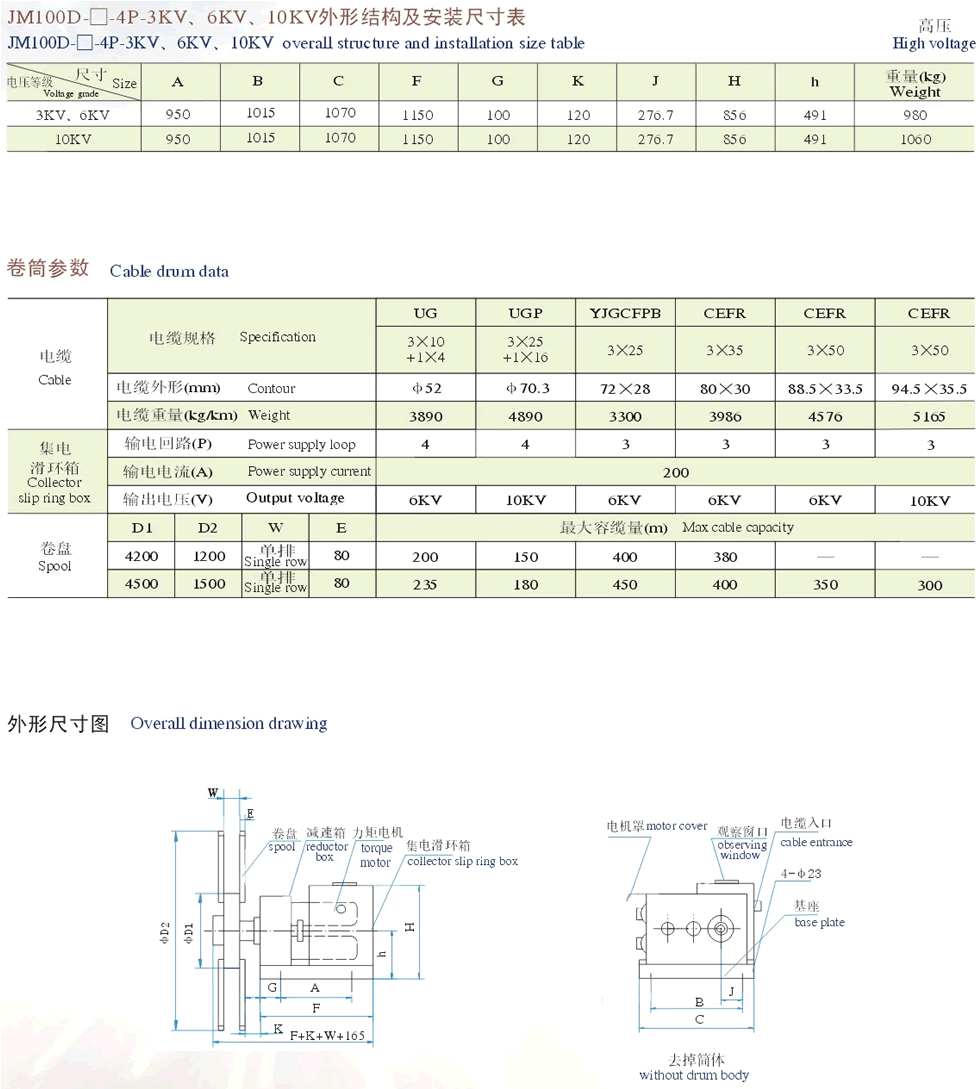 JM100D-□-4P-3KV、6KV、10KV外形结构及安装尺寸表
高压
JM100D-□-4P-3KV、6KV、10KV overall structure and installation size table
High voltage
电压等级 尺寸 Size Voltage grade A B C F G K J H h 重量(kg) Weight
3KV、6KV 950 1015 1070 1150 100 120 276.7 856 491 980
10KV 950 1015 1070 1150 100 120 276.7 856 491 1060
卷筒参数 Cable drum data
电缆 Cable
电缆规格 Specification
UG UGP YJGCFPB CEFR CEFR CEFR
3×10 +1×4 3×25 +1×16 3×25 3×35 3×50 3×50
电缆外形(mm) Contour ф52 ф70.3 72×28 80×30 88.5×33.5 94.5×35.5
电缆重量(kg/km) Weight 3890 4890 3300 3986 4576 5165
集电
滑环箱
Collector
slip ring box
输电回路(P) Power supply loop 4 4 3 3 3 3
输电电流(A) Power supply current 200
输出电压(V) Output voltage 6KV 10KV 6KV 6KV 6KV 10KV
卷盘
Spool
D1 D2 W E 最大容缆量(m) Max cable capacity
4200 1200 单排 Single row 80 200 150 400 380 — —
4500 1500 单排 Single row 80 235 180 450 400 350 300
外形尺寸图 Overall dimension drawing
W
E
卷盘
spool
减速箱
reductor
box
力矩电机
torque
motor
集电滑环箱
collector slip ring box
фD2
фD1
H
h
G A
F
K
F+K+W+165
电机罩 motor cover
观察窗口
observing
window
电缆入口
cable entrance
4-ф23
基座
base plate
J
B
C
去掉筒体
without drum body